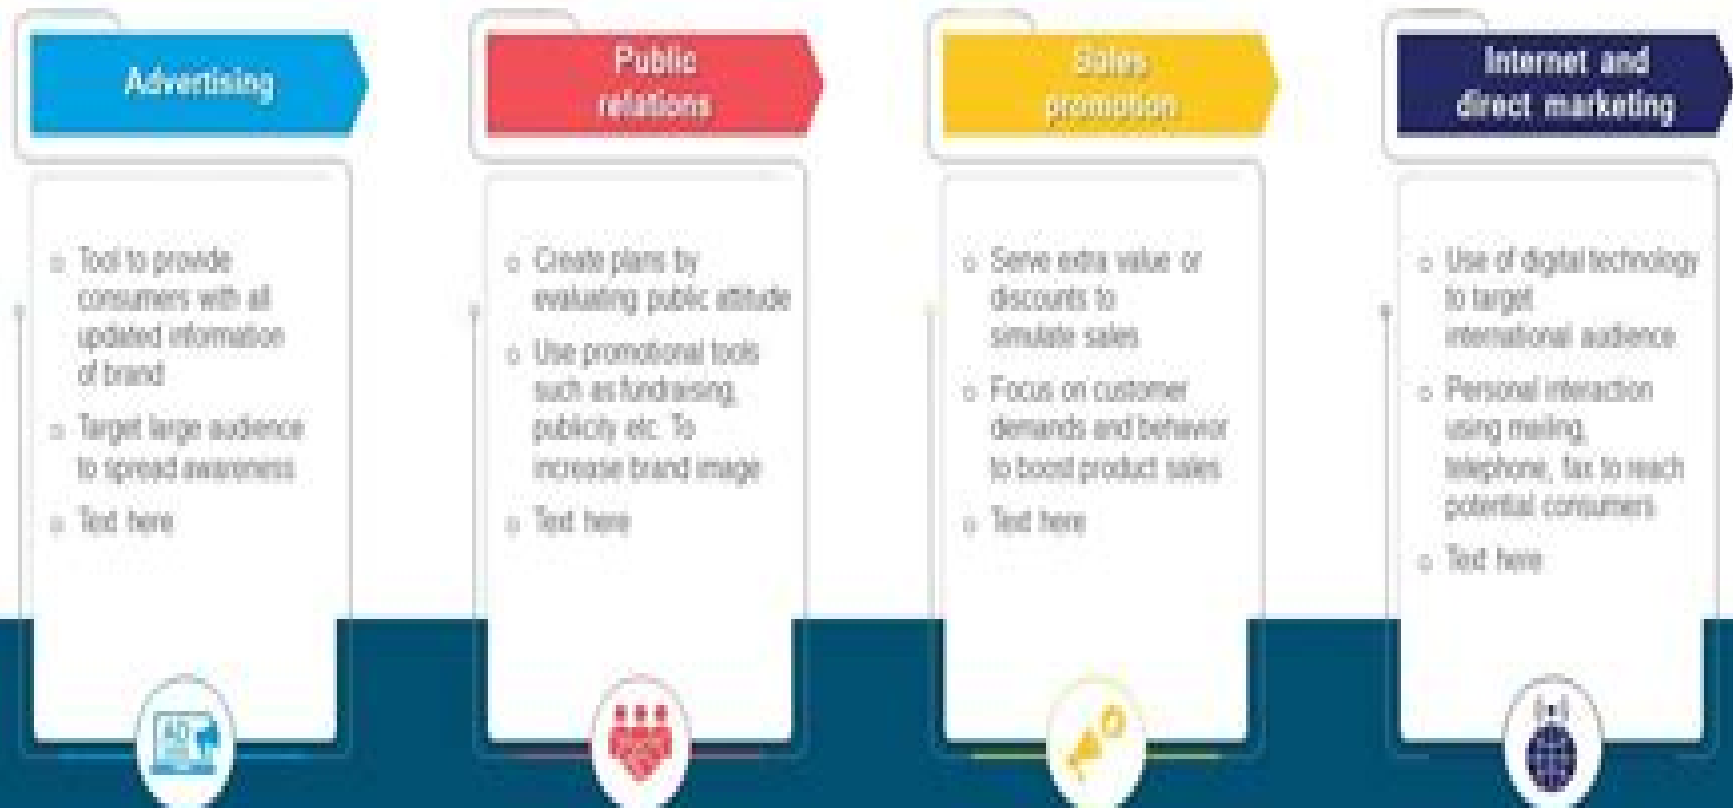 Advertising
Tool to provide
consumers with all
updated information
of brand
Target large audience
to spread awareness
Text here
Public
relations
Create plans by
evaluating public attitude
Use promotional tools
such as fundraising,
publicity etc. To
increase brand image
Text here
Sales
promotion
Serve extra value or
discounts to
simulate sales
Focus on customer
demands and behavior
to boost product sales
Text here
Internet and
direct marketing
Use of digital technology
to target
international audience
Personal interaction
using mailing,
telephone, fax to reach
potential consumers
Text here
AD